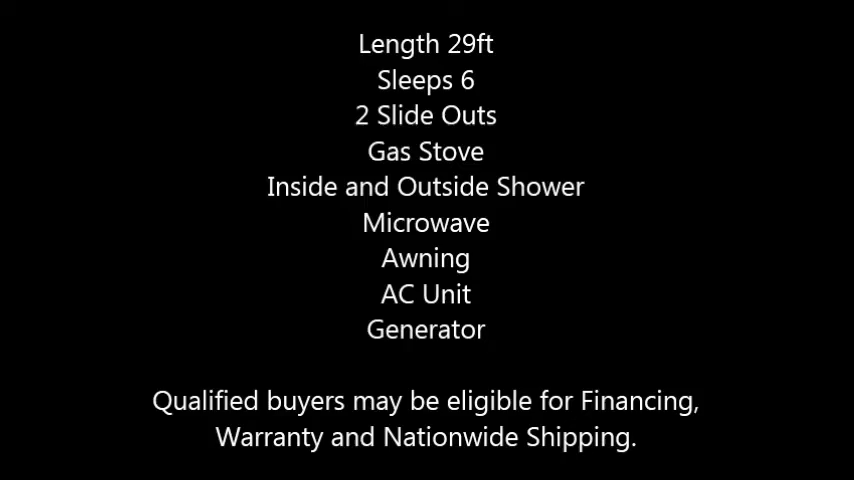 Length 29ft
Sleeps 6
2 Slide Outs
Gas Stove
Inside and Outside Shower
Microwave
Awning
AC Unit
Generator
Qualified buyers may be eligible for Financing,
Warranty and Nationwide Shipping.